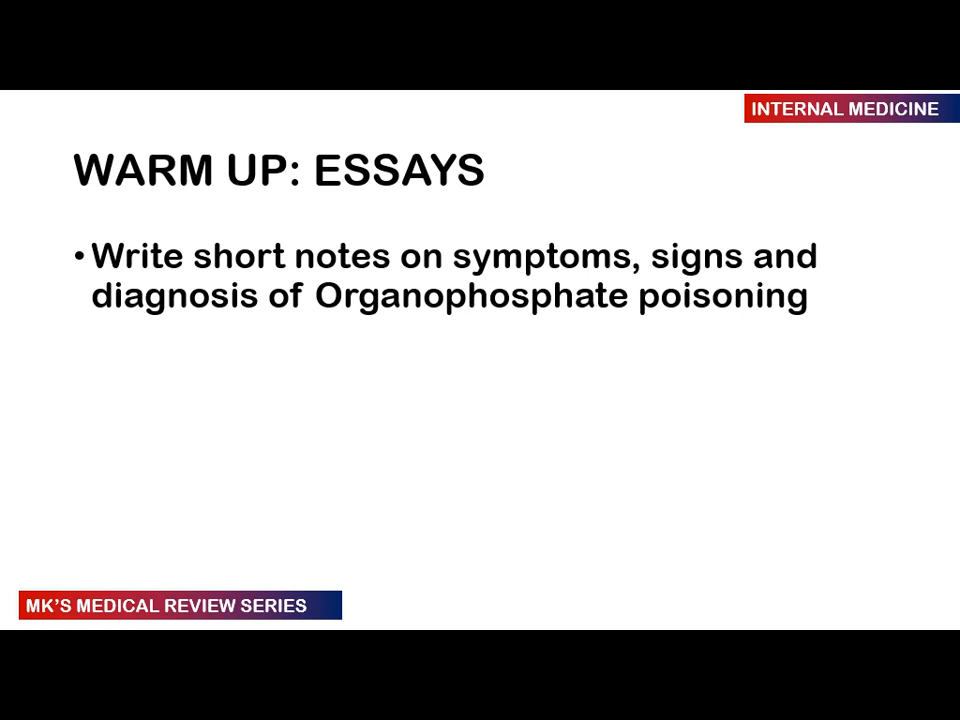 INTERNAL MEDICINE
WARM UP: ESSAYS
• Write short notes on symptoms, signs and
diagnosis of Organophosphate poisoning
MK'S MEDICAL REVIEW SERIES